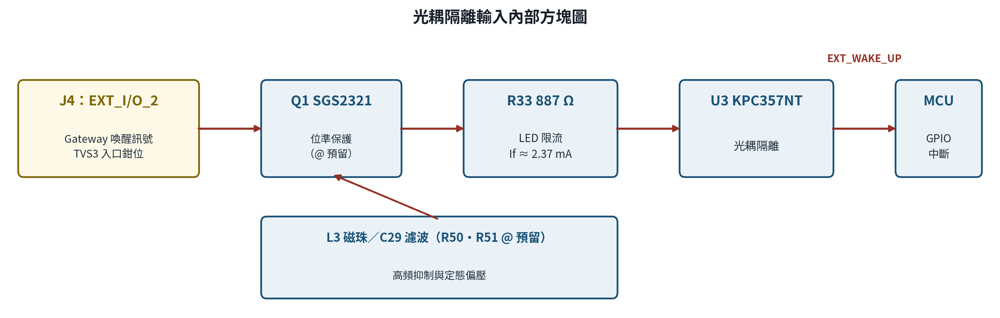 光耦隔離輸入內部方塊圖
EXT_WAKE_UP
J4：EXT_I/O_2
Gateway 喚醒訊號
TVS3 入口鉗位
Q1 SGS2321
位準保護
（@ 預留）
R33 887 Ω
LED 限流
If ≈ 2.37 mA
U3 KPC357NT
光耦隔離
MCU
GPIO
中斷
L3 磁珠／C29 濾波（R50・R51 @ 預留）
高頻抑制與定態偏壓